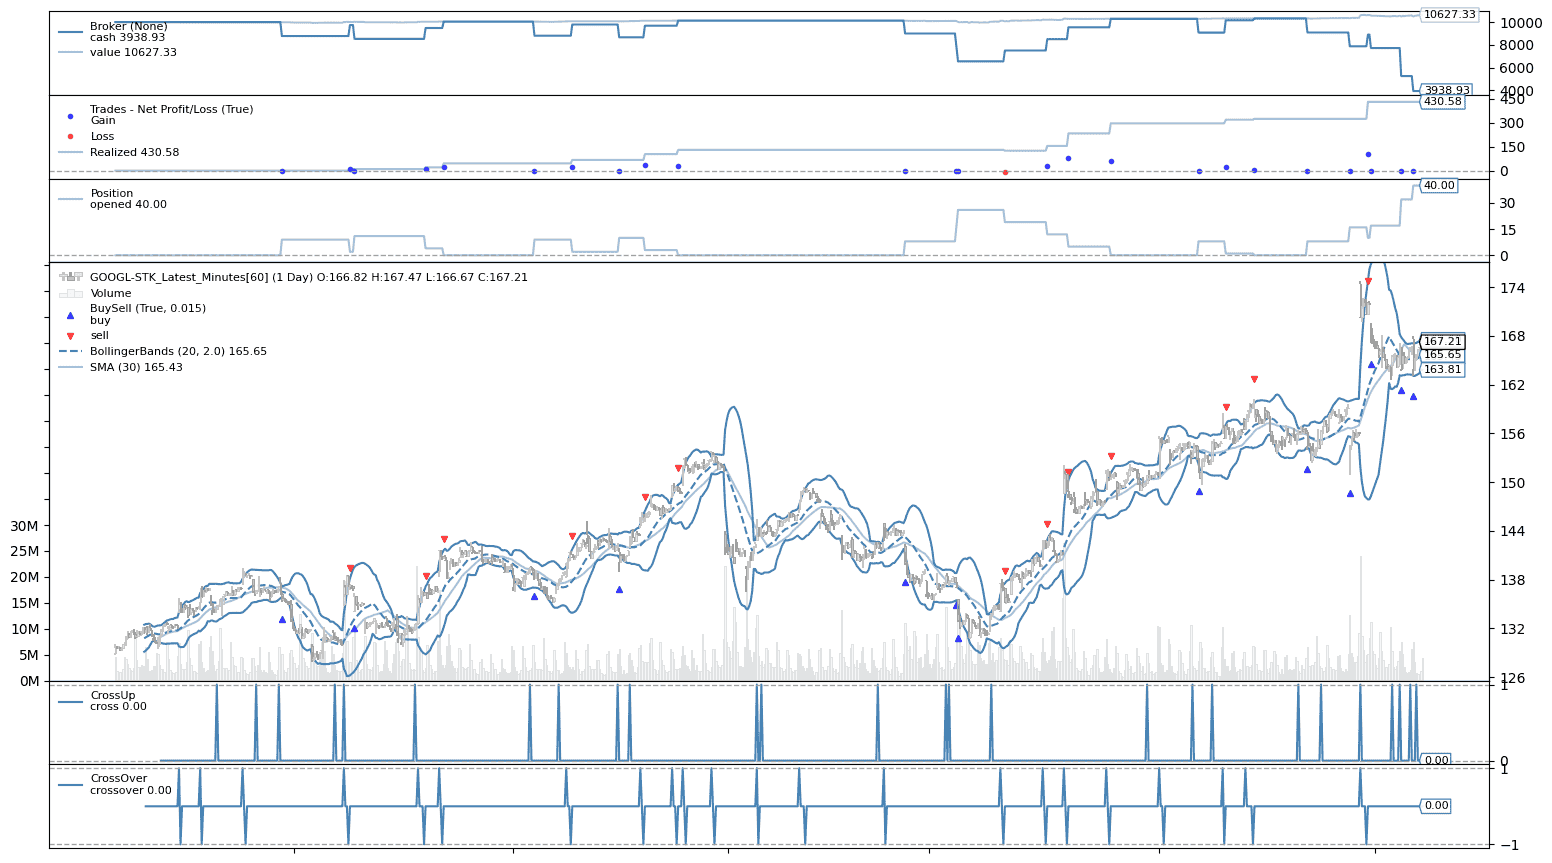 Broker (None)
cash 3938.93
value 10627.33
10627.33
10000
8000
6000
4000
3938.93
Trades - Net Profit/Loss (True)
Gain
Loss
Realized 430.58
450
430.58
300
150
0
Position
opened 40.00
40.00
30
15
0
GOOGL-STK_Latest_Minutes[60] (1 Day) O:166.82 H:167.47 L:166.67 C:167.21
Volume
BuySell (True, 0.015)
buy
sell
BollingerBands (20, 2.0) 165.65
SMA (30) 165.43
174
168
167.21
165.65
163.81
162
156
150
144
138
132
126
30M
25M
20M
15M
10M
5M
0M
CrossUp
cross 0.00
1
0
0.00
CrossOver
crossover 0.00
1
0.00
−1